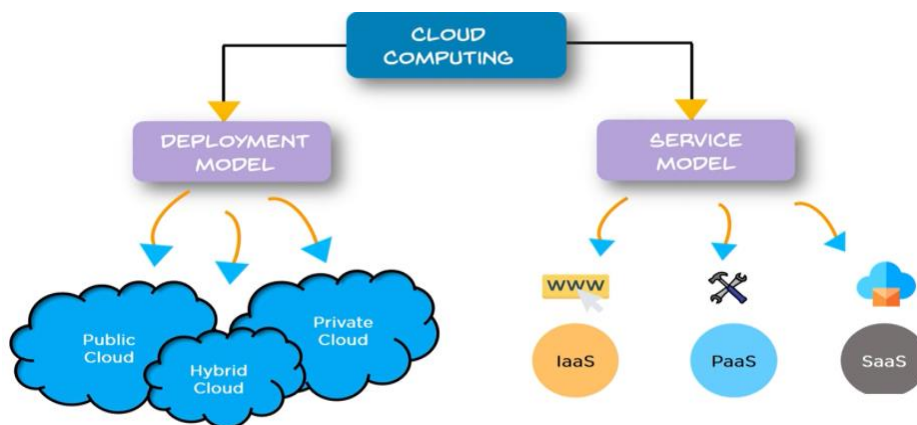 CLOUD
COMPUTING
DEPLOYMENT
MODEL
SERVICE
MODEL
Public
Cloud
Hybrid
Cloud
Private
Cloud
WWW
IaaS
PaaS
SaaS